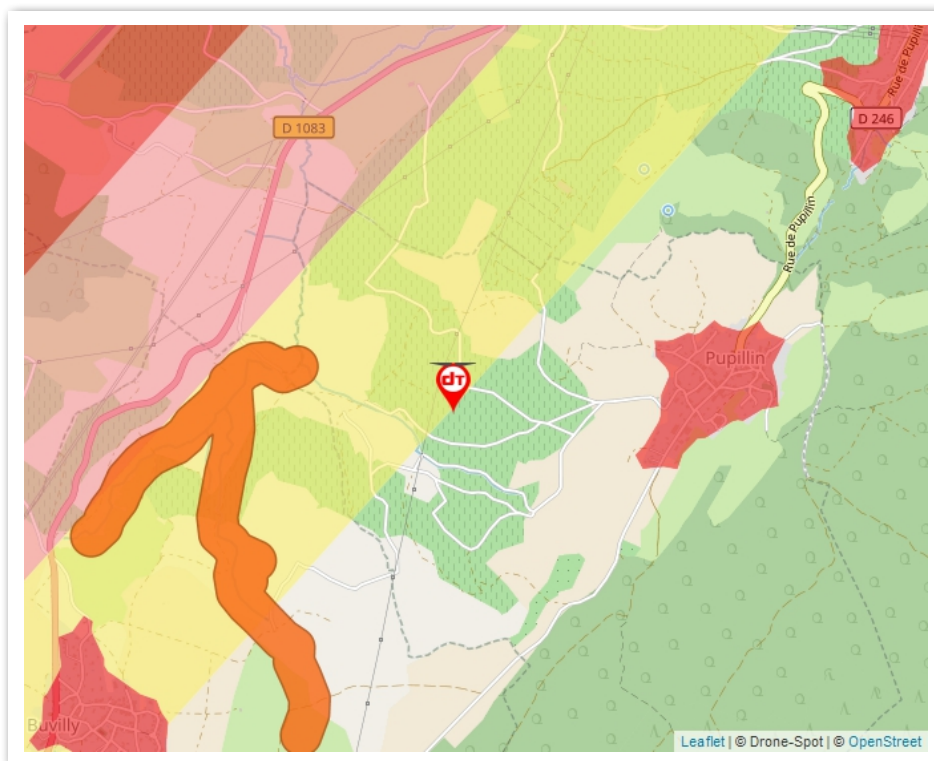 Rue de Pupillin
D 1083
D 246
Rue de Pupillin
Pupillin
dT
Buvilly
Leaflet | © Drone-Spot | © OpenStreet